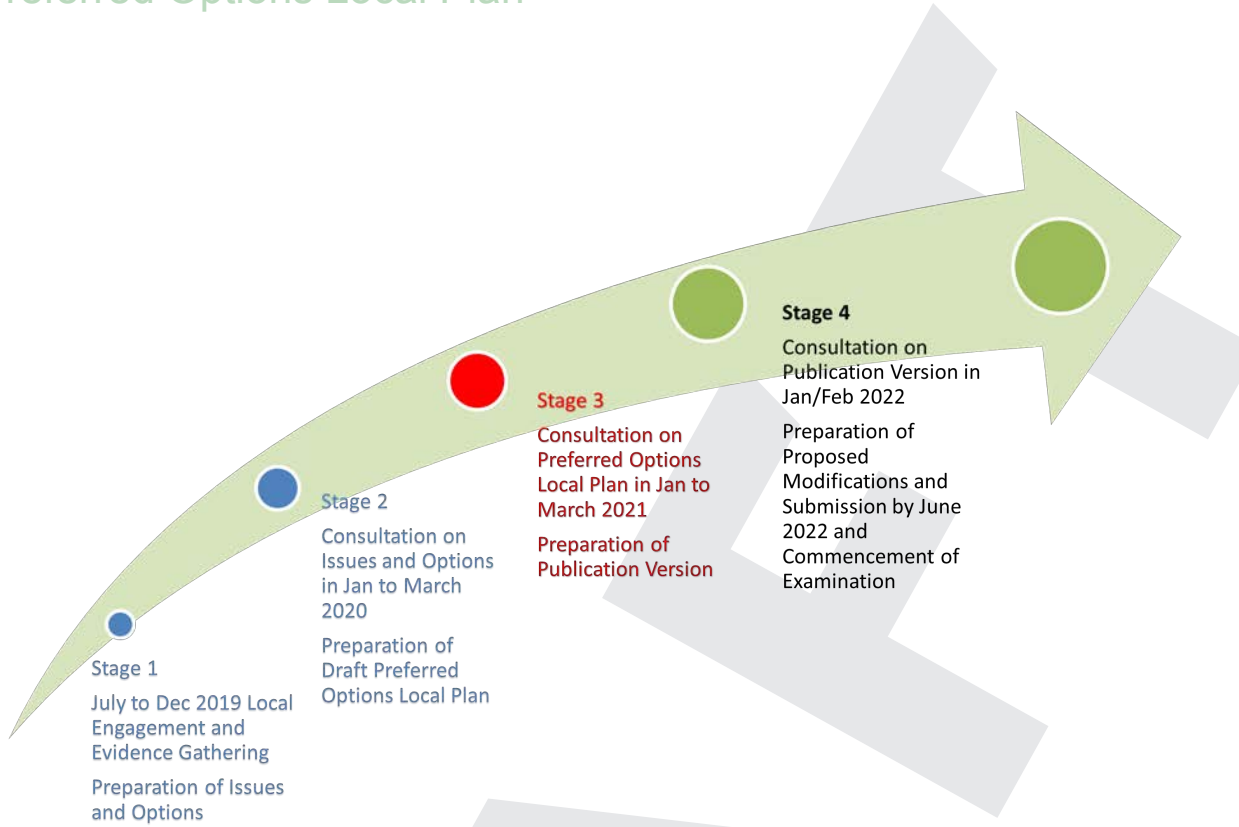 Options Local Plan
Stage 1
July to Dec 2019 Local
Engagement and
Evidence Gathering
Preparation of Issues
and Options
Stage 2
Consultation on
Issues and Options
in Jan to March
2020
Preparation of
Draft Preferred
Options Local Plan
Stage 3
Consultation on
Preferred Options
Local Plan in Jan to
March 2021
Preparation of
Publication Version
Stage 4
Consultation on
Publication Version in
Jan/Feb 2022
Preparation of
Proposed
Modifications and
Submission by June
2022 and
Commencement of
Examination